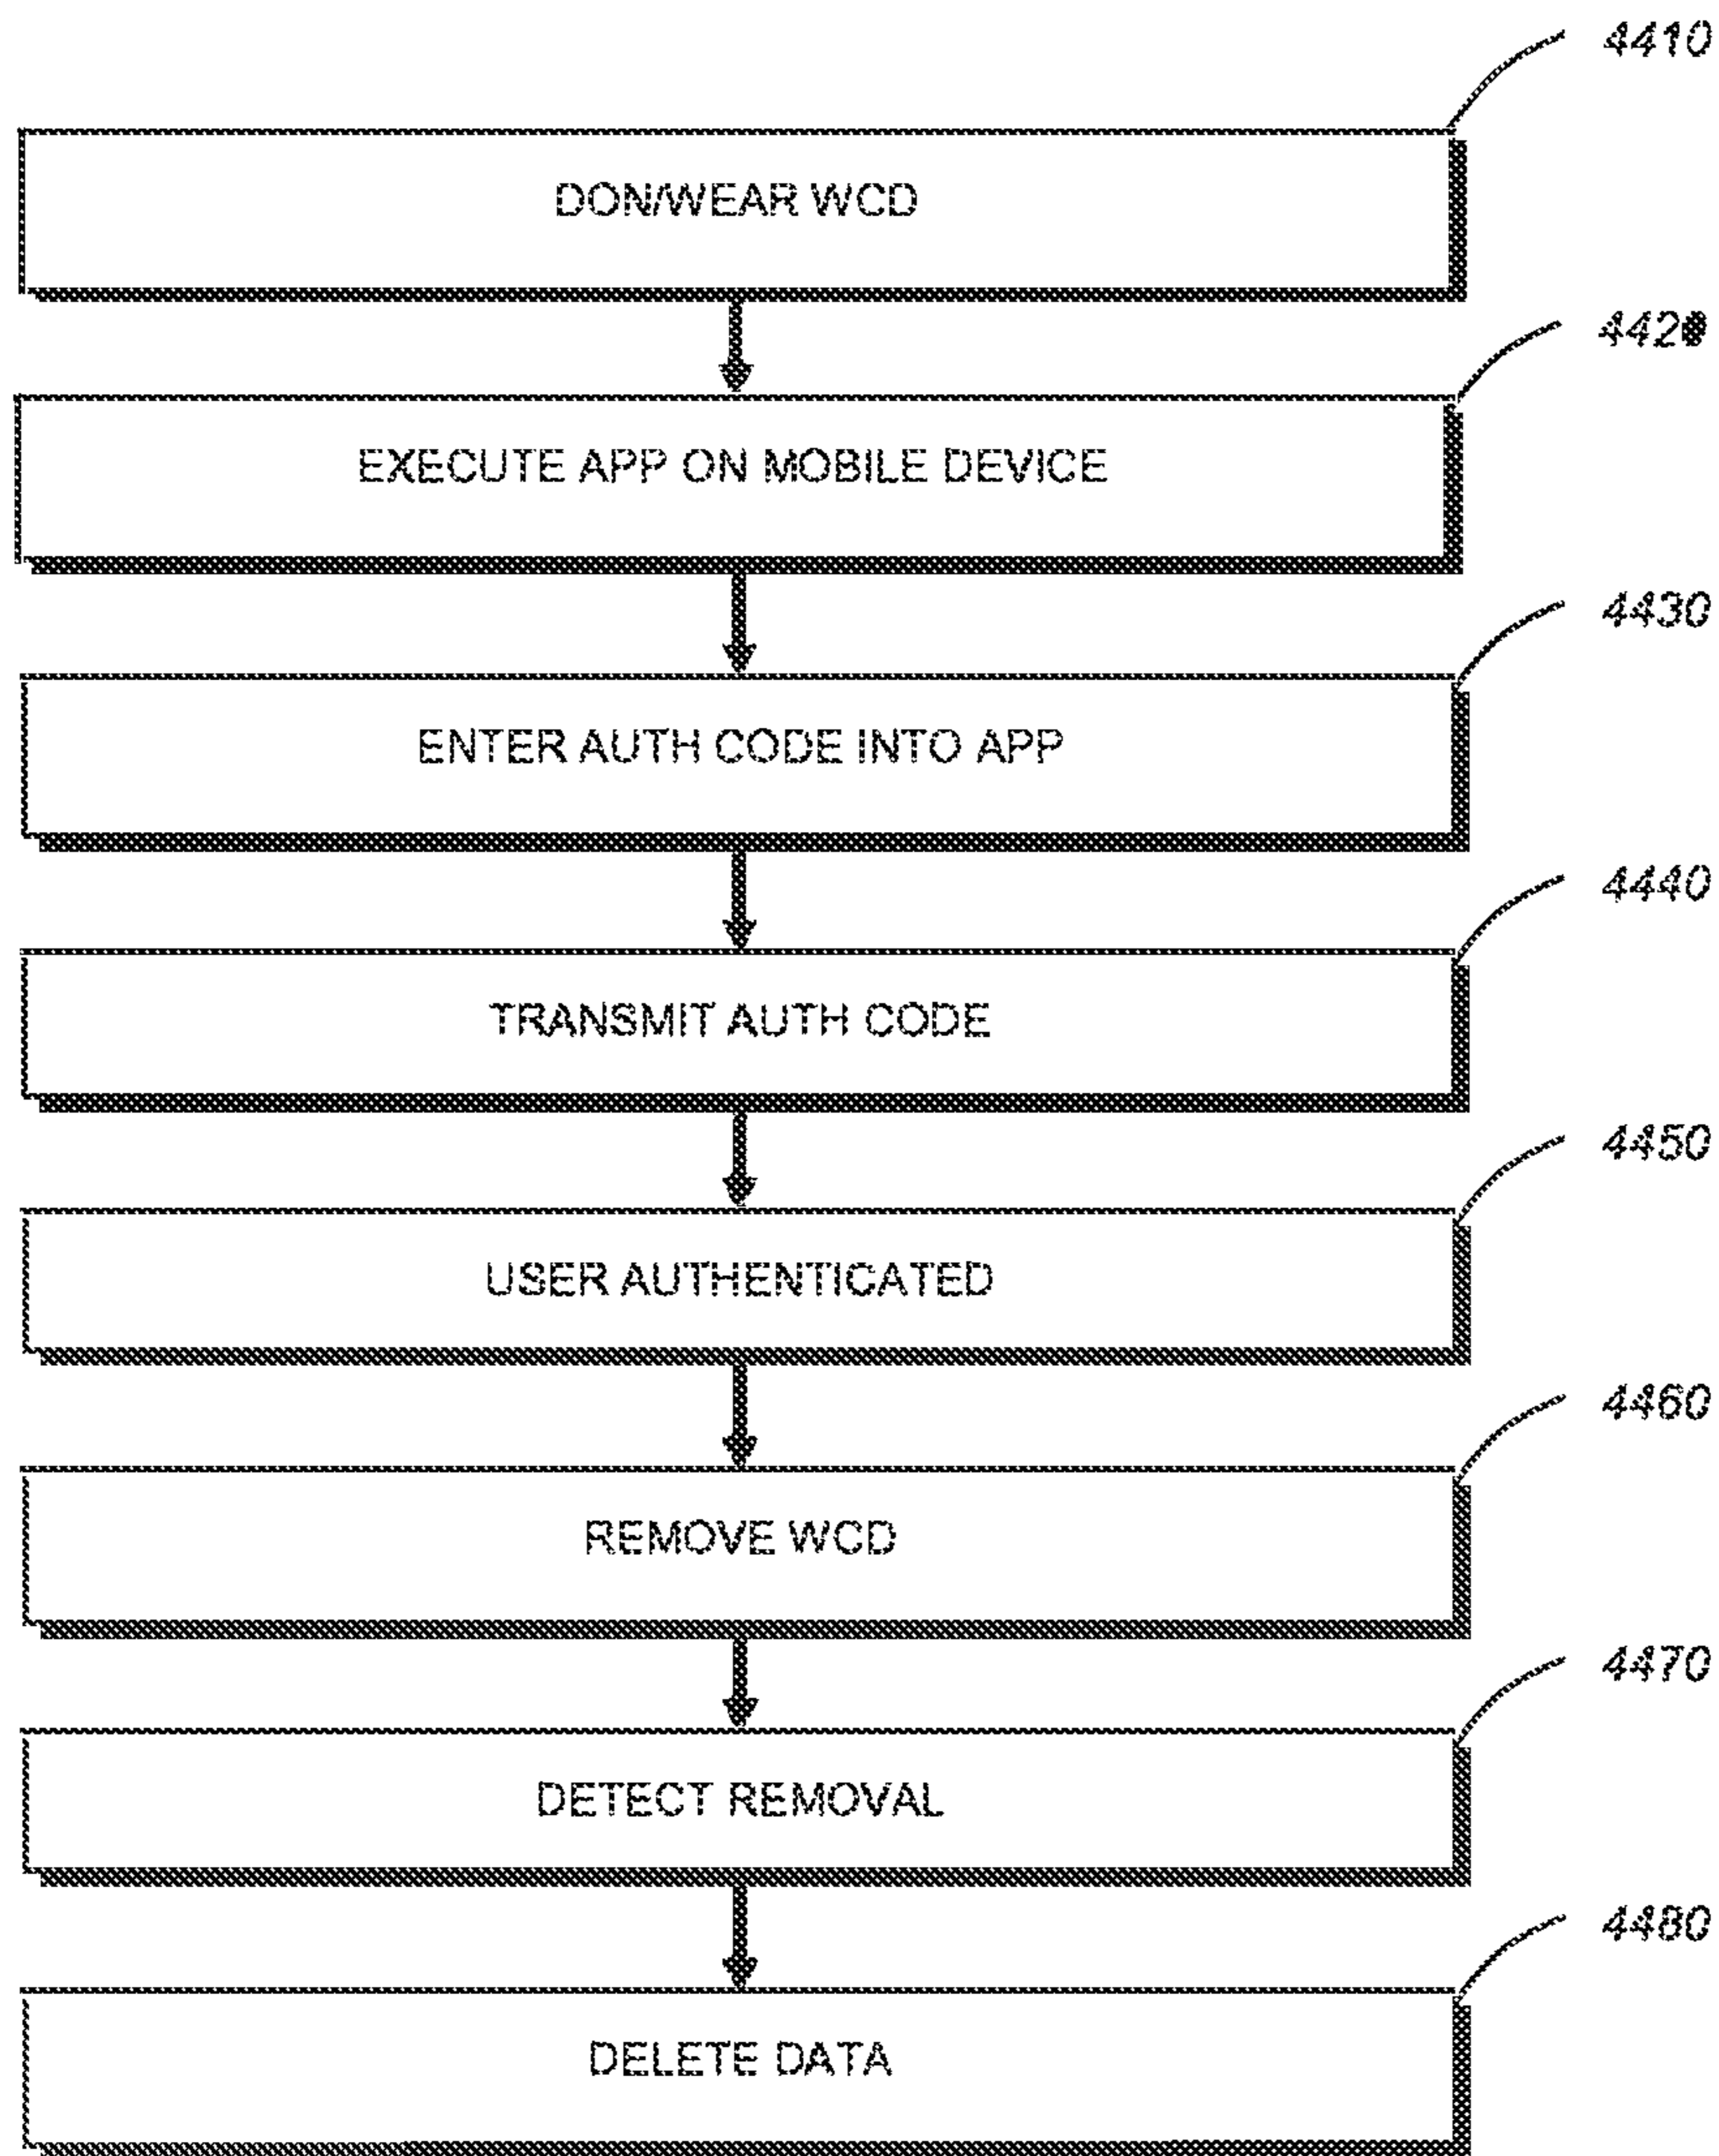 4410
DON/WEAR WCD
4420
EXECUTE APP ON MOBILE DEVICE
4430
ENTER AUTH CODE INTO APP
4440
TRANSMIT AUTH CODE
4450
USER AUTHENTICATED
4460
REMOVE WCD
4470
DETECT REMOVAL
4480
DELETE DATA